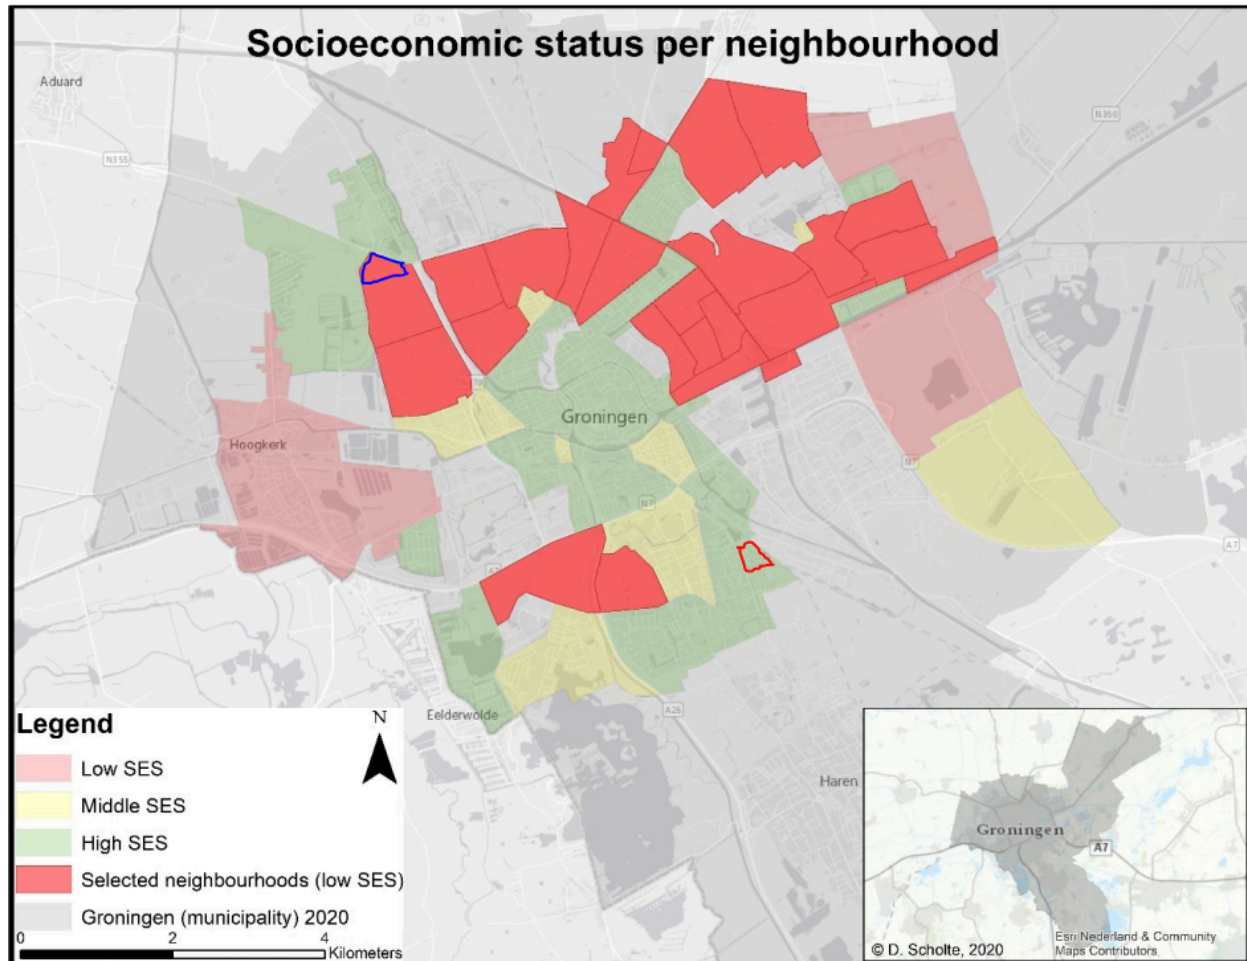 Socioeconomic status per neighbourhood
Aduard
N355
N360
Groningen
Hoogkerk
N7
N7
A7
A7
Eelderwolde
A28
Haren
Legend
N
Low SES
Middle SES
High SES
Selected neighbourhoods (low SES)
Groningen (municipality) 2020
0 2 4
Kilometers
Groningen
A7
© D. Scholte, 2020
Esri Nederland & Community
Maps Contributors